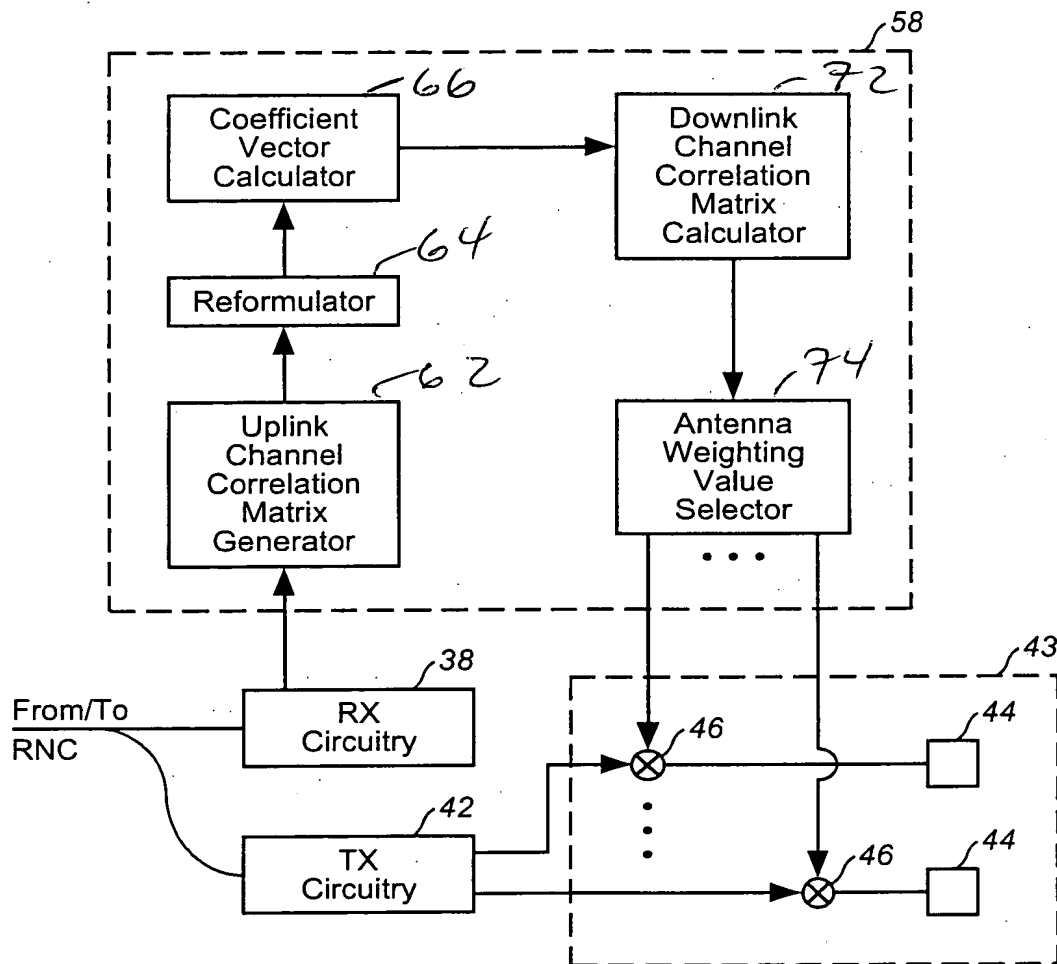 58
66
72
Coefficient
Vector
Calculator
Downlink
Channel
Correlation
Matrix
Calculator
64
Reformulator
62
74
Uplink
Channel
Correlation
Matrix
Generator
Antenna
Weighting
Value
Selector
38
43
From/To
RNC
RX
Circuitry
46
44
42
TX
Circuitry
46
44